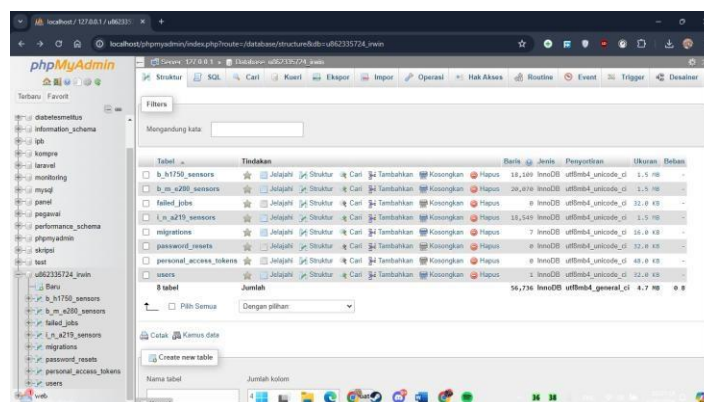 localhost / 127.0.0.1 / u862335
localhost/phpmyadmin/index.php?route=/database/structure&db=u862335724_irwin
phpMyAdmin
Terbaru Favorit
diabetesmelitus
information_schema
ipb
kompre
laravel
monitoring
mysql
panel
pegawai
performance_schema
phpmyadmin
skripsi
test
u862335724_irwin
Baru
b_h1750_sensors
b_m_e280_sensors
failed_jobs
i_n_a219_sensors
migrations
password_resets
personal_access_tokens
users
web
Server: 127.0.0.1 » Database: u862335724_irwin
Struktur SQL Cari Kueri Ekspor Impor Operasi Hak Akses Routine Event Trigger Desainer
Filters
Mengandung kata:
Tabel Tindakan Baris Jenis Penyortiran Ukuran Beban
b_h1750_sensors Jelajahi Struktur Cari Tambahkan Kosongkan Hapus 18,109 InnoDB utf8mb4_unicode_ci 1.5 MB -
b_m_e280_sensors Jelajahi Struktur Cari Tambahkan Kosongkan Hapus 20,070 InnoDB utf8mb4_unicode_ci 1.5 MB -
failed_jobs Jelajahi Struktur Cari Tambahkan Kosongkan Hapus 0 InnoDB utf8mb4_unicode_ci 32.0 KB -
i_n_a219_sensors Jelajahi Struktur Cari Tambahkan Kosongkan Hapus 18,549 InnoDB utf8mb4_unicode_ci 1.5 MB -
migrations Jelajahi Struktur Cari Tambahkan Kosongkan Hapus 7 InnoDB utf8mb4_unicode_ci 16.0 KB -
password_resets Jelajahi Struktur Cari Tambahkan Kosongkan Hapus 0 InnoDB utf8mb4_unicode_ci 32.0 KB -
personal_access_tokens Jelajahi Struktur Cari Tambahkan Kosongkan Hapus 0 InnoDB utf8mb4_unicode_ci 48.0 KB -
users Jelajahi Struktur Cari Tambahkan Kosongkan Hapus 1 InnoDB utf8mb4_unicode_ci 32.0 KB -
8 tabel Jumlah 56,736 InnoDB utf8mb4_general_ci 4.7 MB 0 B
Pilih Semua Dengan pilihan:
Cetak Kamus data
Create new table
Nama tabel Jumlah kolom
4
36 38